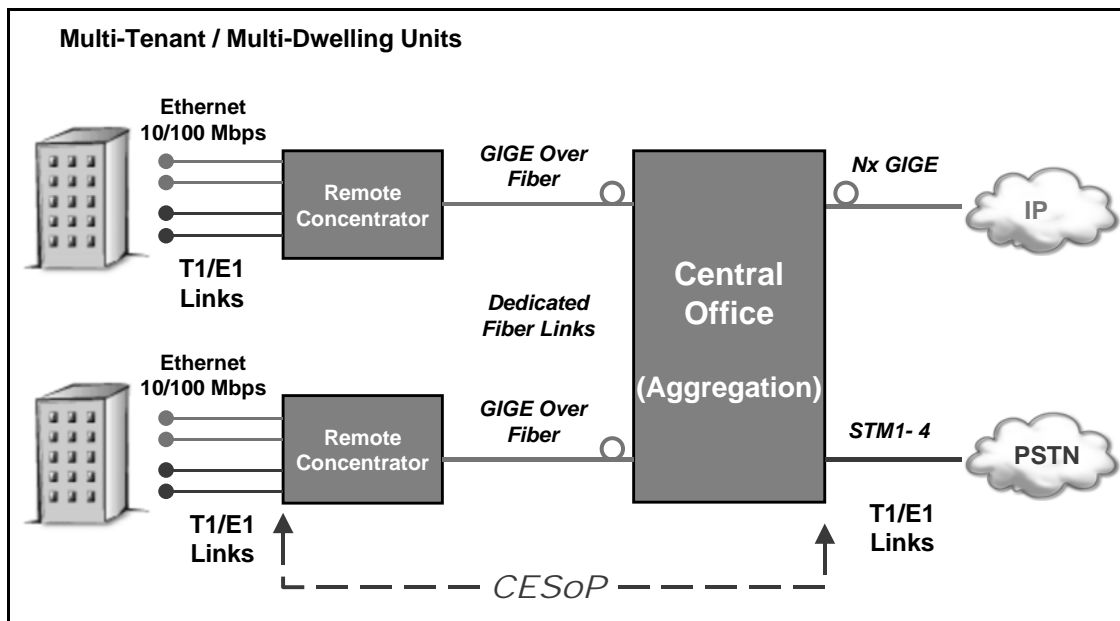 Multi-Tenant / Multi-Dwelling Units
Ethernet
10/100 Mbps
T1/E1
Links
Remote
Concentrator
GIGE Over
Fiber
Dedicated
Fiber Links
Central
Office
(Aggregation)
Nx GIGE
IP
Ethernet
10/100 Mbps
T1/E1
Links
Remote
Concentrator
GIGE Over
Fiber
STM1- 4
PSTN
T1/E1
Links
CESoP